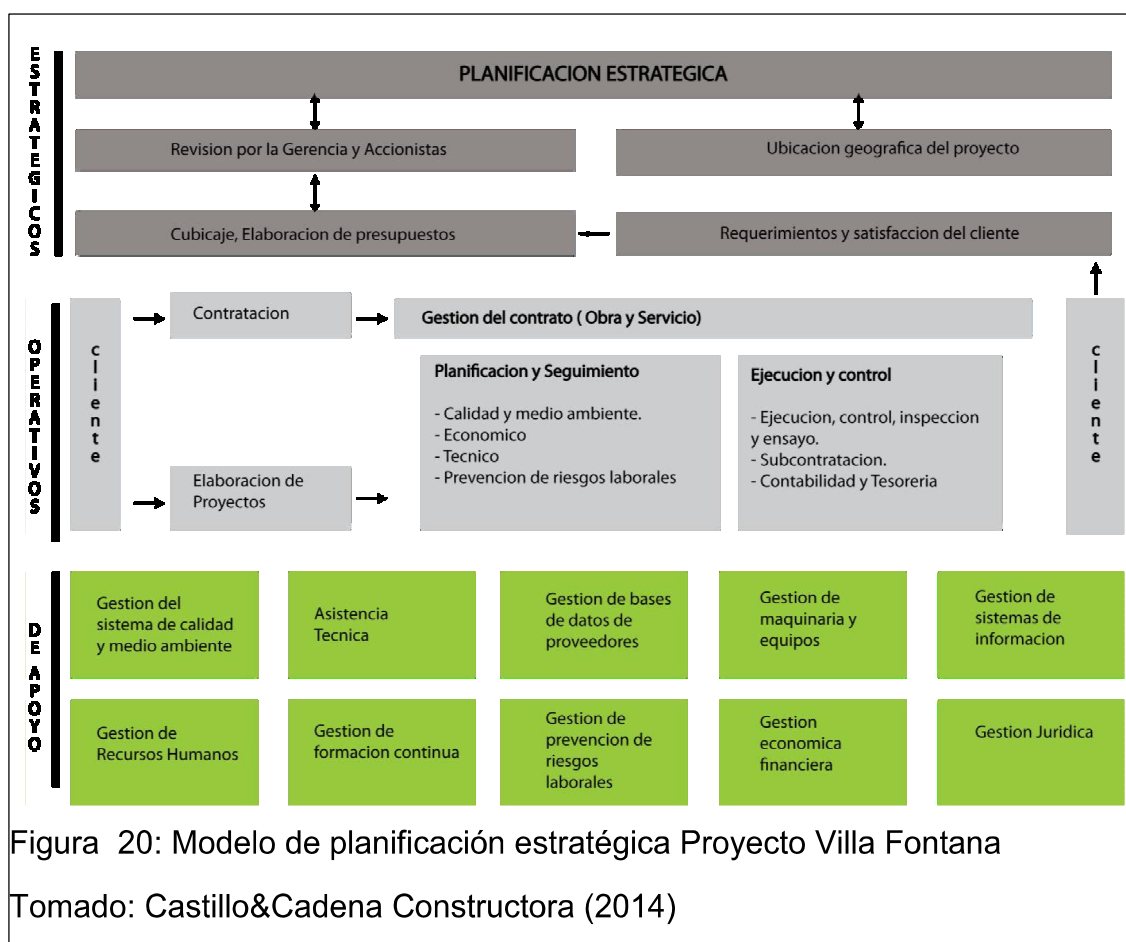 ESTRATEGICOS
PLANIFICACION ESTRATEGICA
Revision por la Gerencia y Accionistas
Ubicacion geografica del proyecto
Cubicaje, Elaboracion de presupuestos
Requerimientos y satisfaccion del cliente
OPERATIVOS
cliente
Contratacion
Gestion del contrato ( Obra y Servicio)
Planificacion y Seguimiento
- Calidad y medio ambiente.
- Economico
- Tecnico
- Prevencion de riesgos laborales
Ejecucion y control
- Ejecucion, control, inspeccion
y ensayo.
- Subcontratacion.
- Contabilidad y Tesoreria
Elaboracion de
Proyectos
cliente
DE APOYO
Gestion del
sistema de calidad
y medio ambiente
Asistencia
Tecnica
Gestion de bases
de datos de
proveedores
Gestion de
maquinaria y
equipos
Gestion de
sistemas de
informacion
Gestion de
Recursos Humanos
Gestion de
formacion continua
Gestion de
prevencion de
riesgos
laborales
Gestion
economica
financiera
Gestion Juridica
Figura 20: Modelo de planificación estratégica Proyecto Villa Fontana
Tomado: Castillo&Cadena Constructora (2014)